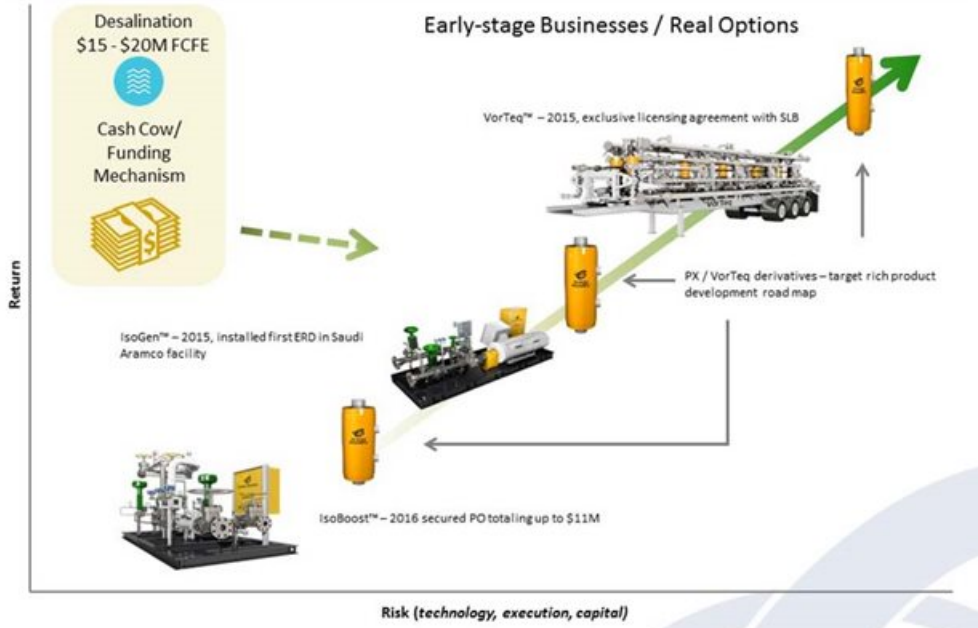 Desalination
$15 - $20M FCFE
Cash Cow/
Funding
Mechanism
Early-stage Businesses / Real Options
VorTeq™ – 2015, exclusive licensing agreement with SLB
VorTeq
PX / VorTeq derivatives – target rich product
development road map
IsoGen™ – 2015, installed first ERD in Saudi
Aramco facility
IsoBoost™ – 2016 secured PO totaling up to $11M
Return
Risk (technology, execution, capital)